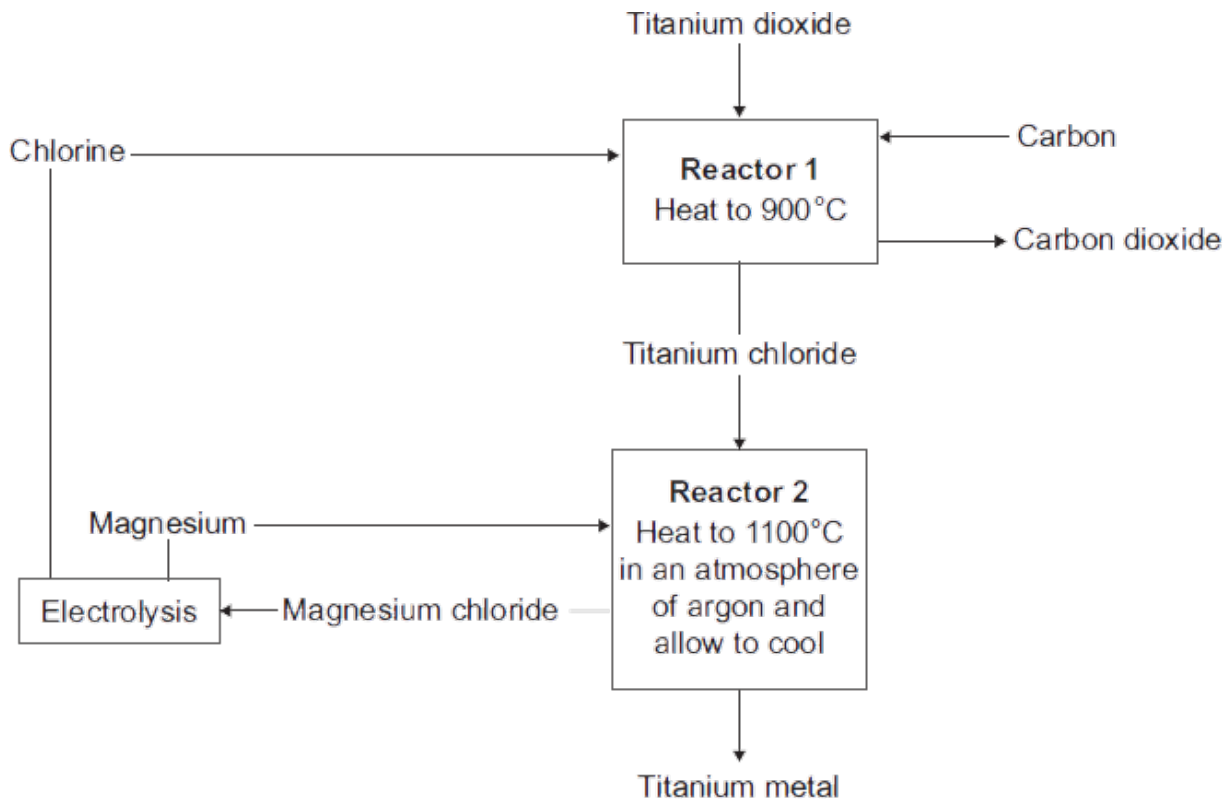 Titanium dioxide
Chlorine
Carbon
Reactor 1
Heat to 900°C
Carbon dioxide
Titanium chloride
Magnesium
Reactor 2
Heat to 1100°C
in an atmosphere
of argon and
allow to cool
Electrolysis
Magnesium chloride
Titanium metal